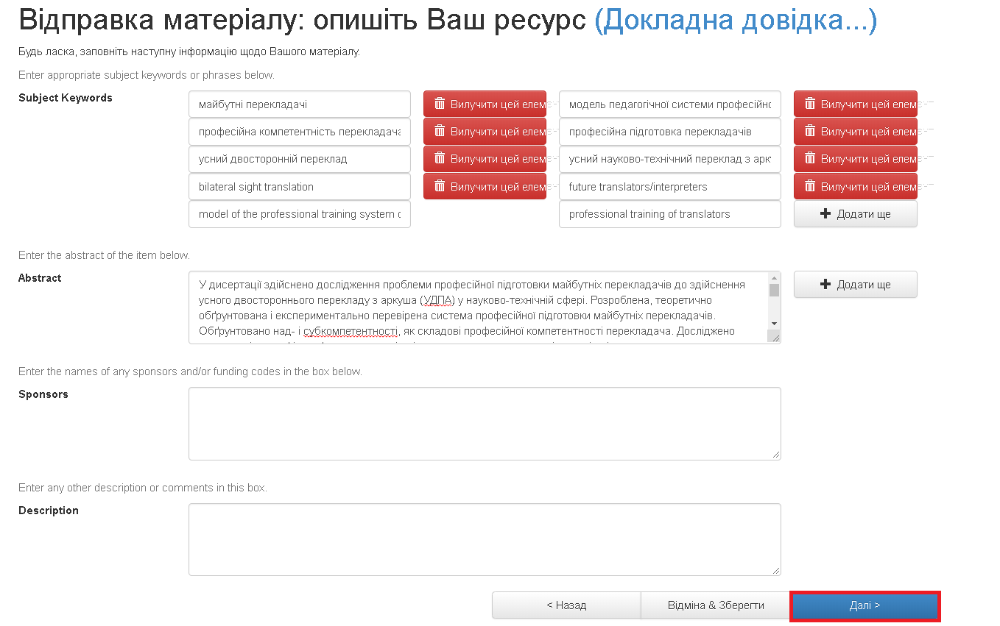 Відправка матеріалу: опишіть Ваш ресурс (Докладна довідка...)
Будь ласка, заповніть наступну інформацію щодо Вашого матеріалу.
Enter appropriate subject keywords or phrases below.
Subject Keywords
майбутні перекладачі Вилучити цей елем модель педагогічної системи професійно Вилучити цей елем
професійна компетентність перекладача Вилучити цей елем професійна підготовка перекладачів Вилучити цей елем
усний двосторонній переклад Вилучити цей елем усний науково-технічний переклад з арк Вилучити цей елем
bilateral sight translation Вилучити цей елем future translators/interpreters Вилучити цей елем
model of the professional training system professional training of translators Додати ще
Enter the abstract of the item below.
Abstract
У дисертації здійснено дослідження проблеми професійної підготовки майбутніх перекладачів до здійснення
усного двостороннього перекладу з аркуша (УДПА) у науково-технічній сфері. Розроблена, теоретично
обґрунтована і експериментально перевірена система професійної підготовки майбутніх перекладачів.
Обґрунтовано над- і субкомпетентності, як складові професійної компетентності перекладача. Досліджено
Додати ще
Enter the names of any sponsors and/or funding codes in the box below.
Sponsors
Enter any other description or comments in this box.
Description
< Назад Відміна & Зберегти Далі >